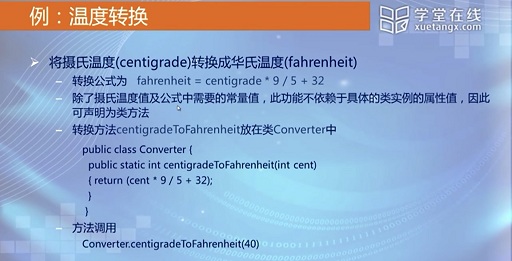 例：温度转换
学堂在线
xuetangx.com
将摄氏温度(centigrade)转换成华氏温度(fahrenheit)
– 转换公式为 fahrenheit = centigrade * 9 / 5 + 32
– 除了摄氏温度值及公式中需要的常量值，此功能不依赖于具体的类实例的属性值，因此
可声明为类方法
– 转换方法centigradeToFahrenheit放在类Converter中
public class Converter {
public static int centigradeToFahrenheit(int cent)
{ return (cent * 9 / 5 + 32);
}
}
– 方法调用
Converter.centigradeToFahrenheit(40)